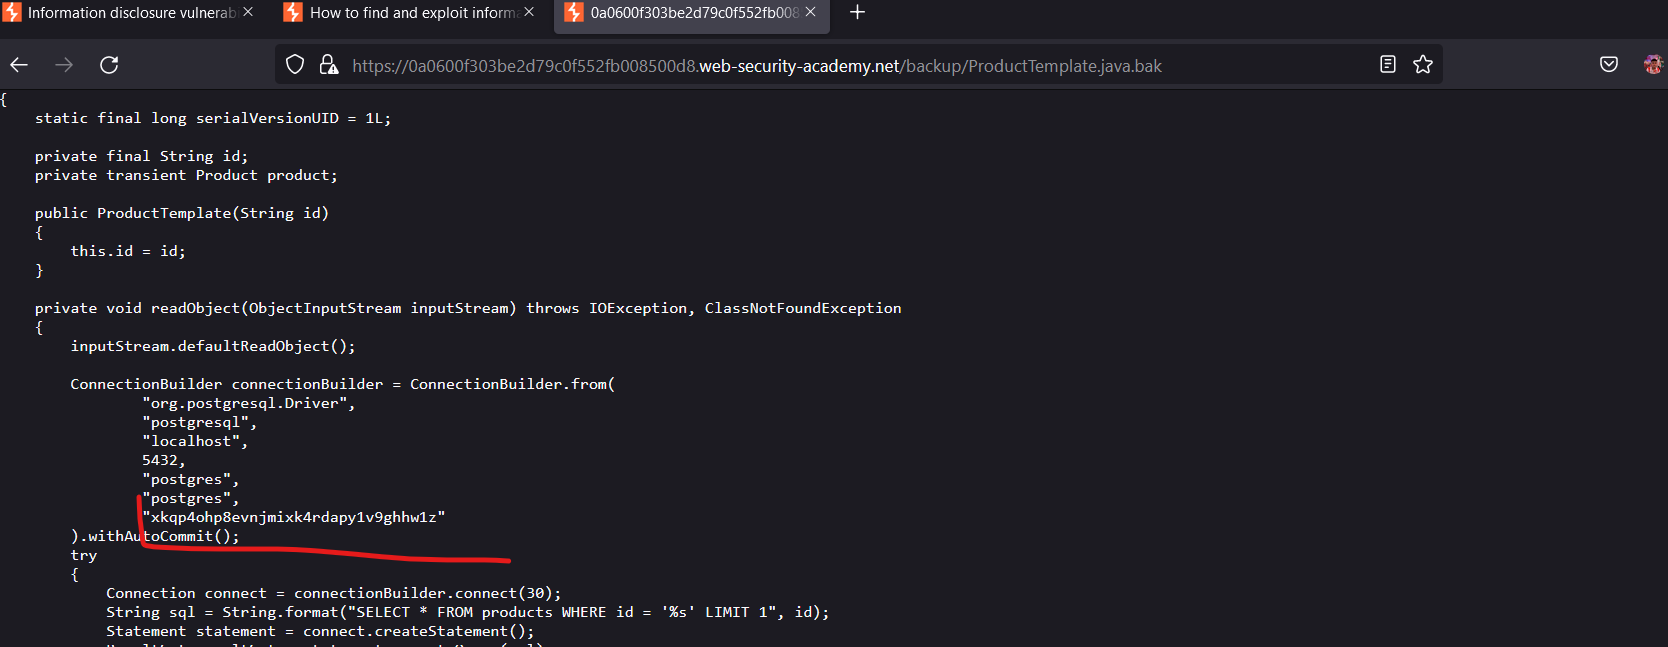 Information disclosure vulnerab
How to find and exploit informa
0a0600f303be2d79c0f552fb008
https://0a0600f303be2d79c0f552fb008500d8.web-security-academy.net/backup/ProductTemplate.java.bak
{
    static final long serialVersionUID = 1L;
    private final String id;
    private transient Product product;
    public ProductTemplate(String id)
    {
        this.id = id;
    }
    private void readObject(ObjectInputStream inputStream) throws IOException, ClassNotFoundException
    {
        inputStream.defaultReadObject();
        ConnectionBuilder connectionBuilder = ConnectionBuilder.from(
                "org.postgresql.Driver",
                "postgresql",
                "localhost",
                5432,
                "postgres",
                "postgres",
                "xkqp4ohp8evnjmixk4rdapy1v9ghhw1z"
        ).withAutoCommit();
        try
        {
            Connection connect = connectionBuilder.connect(30);
            String sql = String.format("SELECT * FROM products WHERE id = '%s' LIMIT 1", id);
            Statement statement = connect.createStatement();